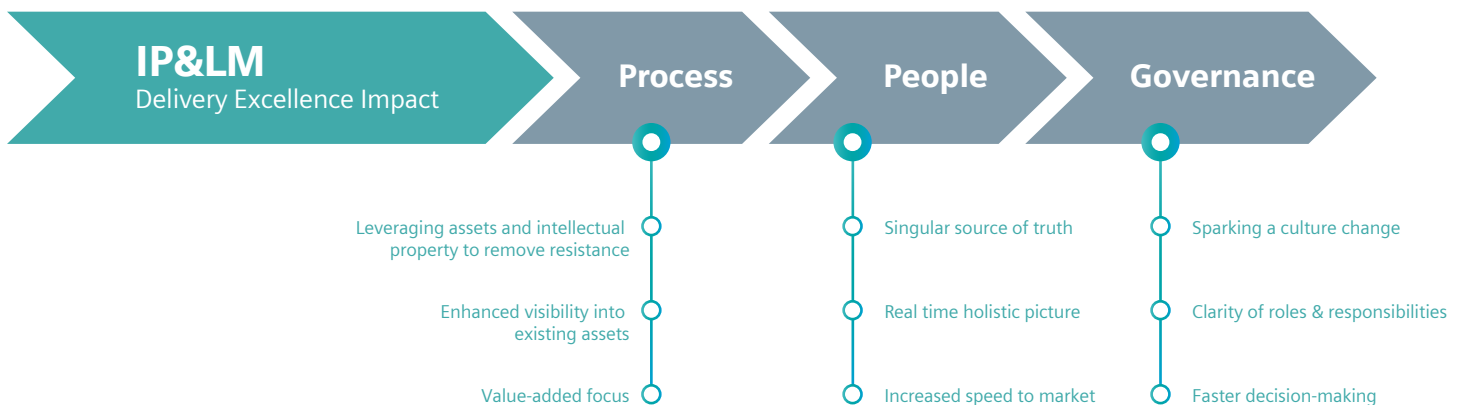 IP&LM
Delivery Excellence Impact
Process
People
Governance
Leveraging assets and intellectual
property to remove resistance
Enhanced visibility into
existing assets
Value-added focus
Singular source of truth
Real time holistic picture
Increased speed to market
Sparking a culture change
Clarity of roles & responsibilities
Faster decision-making